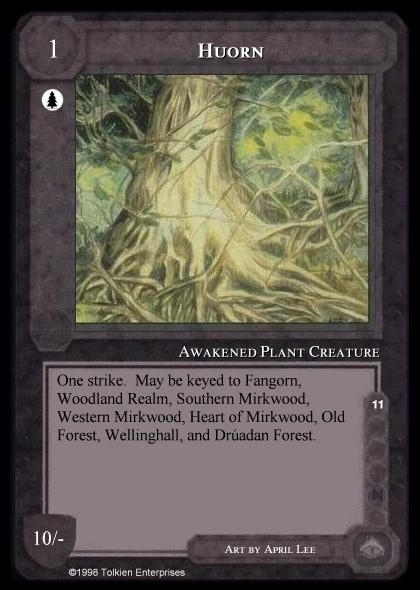 1
Huorn
Awakened Plant Creature
One strike.  May be keyed to Fangorn,
Woodland Realm, Southern Mirkwood,
Western Mirkwood, Heart of Mirkwood, Old
Forest, Wellinghall, and Drúadan Forest.
11
10/-
Art by April Lee
©1998 Tolkien Enterprises